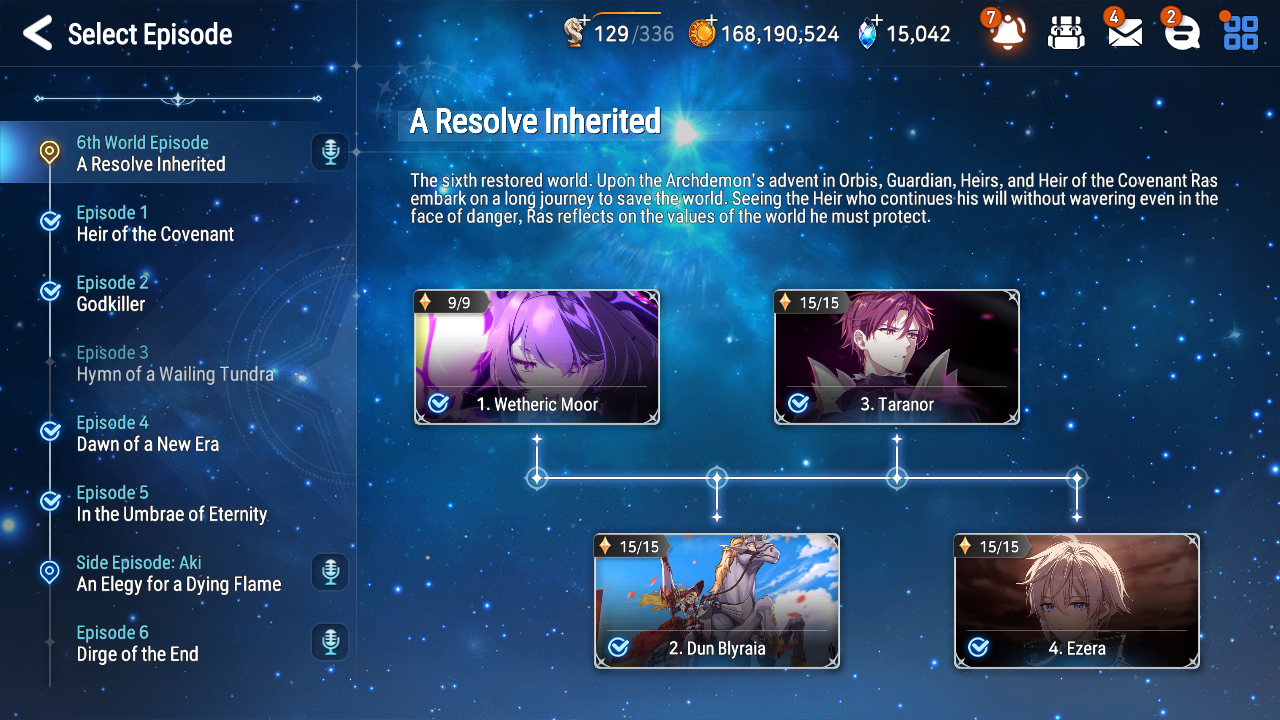 Select Episode
129/336
168,190,524
15,042
7
4
2
6th World Episode
A Resolve Inherited
Episode 1
Heir of the Covenant
Episode 2
Godkiller
Episode 3
Hymn of a Wailing Tundra
Episode 4
Dawn of a New Era
Episode 5
In the Umbrae of Eternity
Side Episode: Aki
An Elegy for a Dying Flame
Episode 6
Dirge of the End
A Resolve Inherited
The sixth restored world. Upon the Archdemon's advent in Orbis, Guardian, Heirs, and Heir of the Covenant Ras
embark on a long journey to save the world. Seeing the Heir who continues his will without wavering even in the
face of danger, Ras reflects on the values of the world he must protect.
9/9
1. Wetheric Moor
15/15
3. Taranor
15/15
2. Dun Blyraia
15/15
4. Ezera